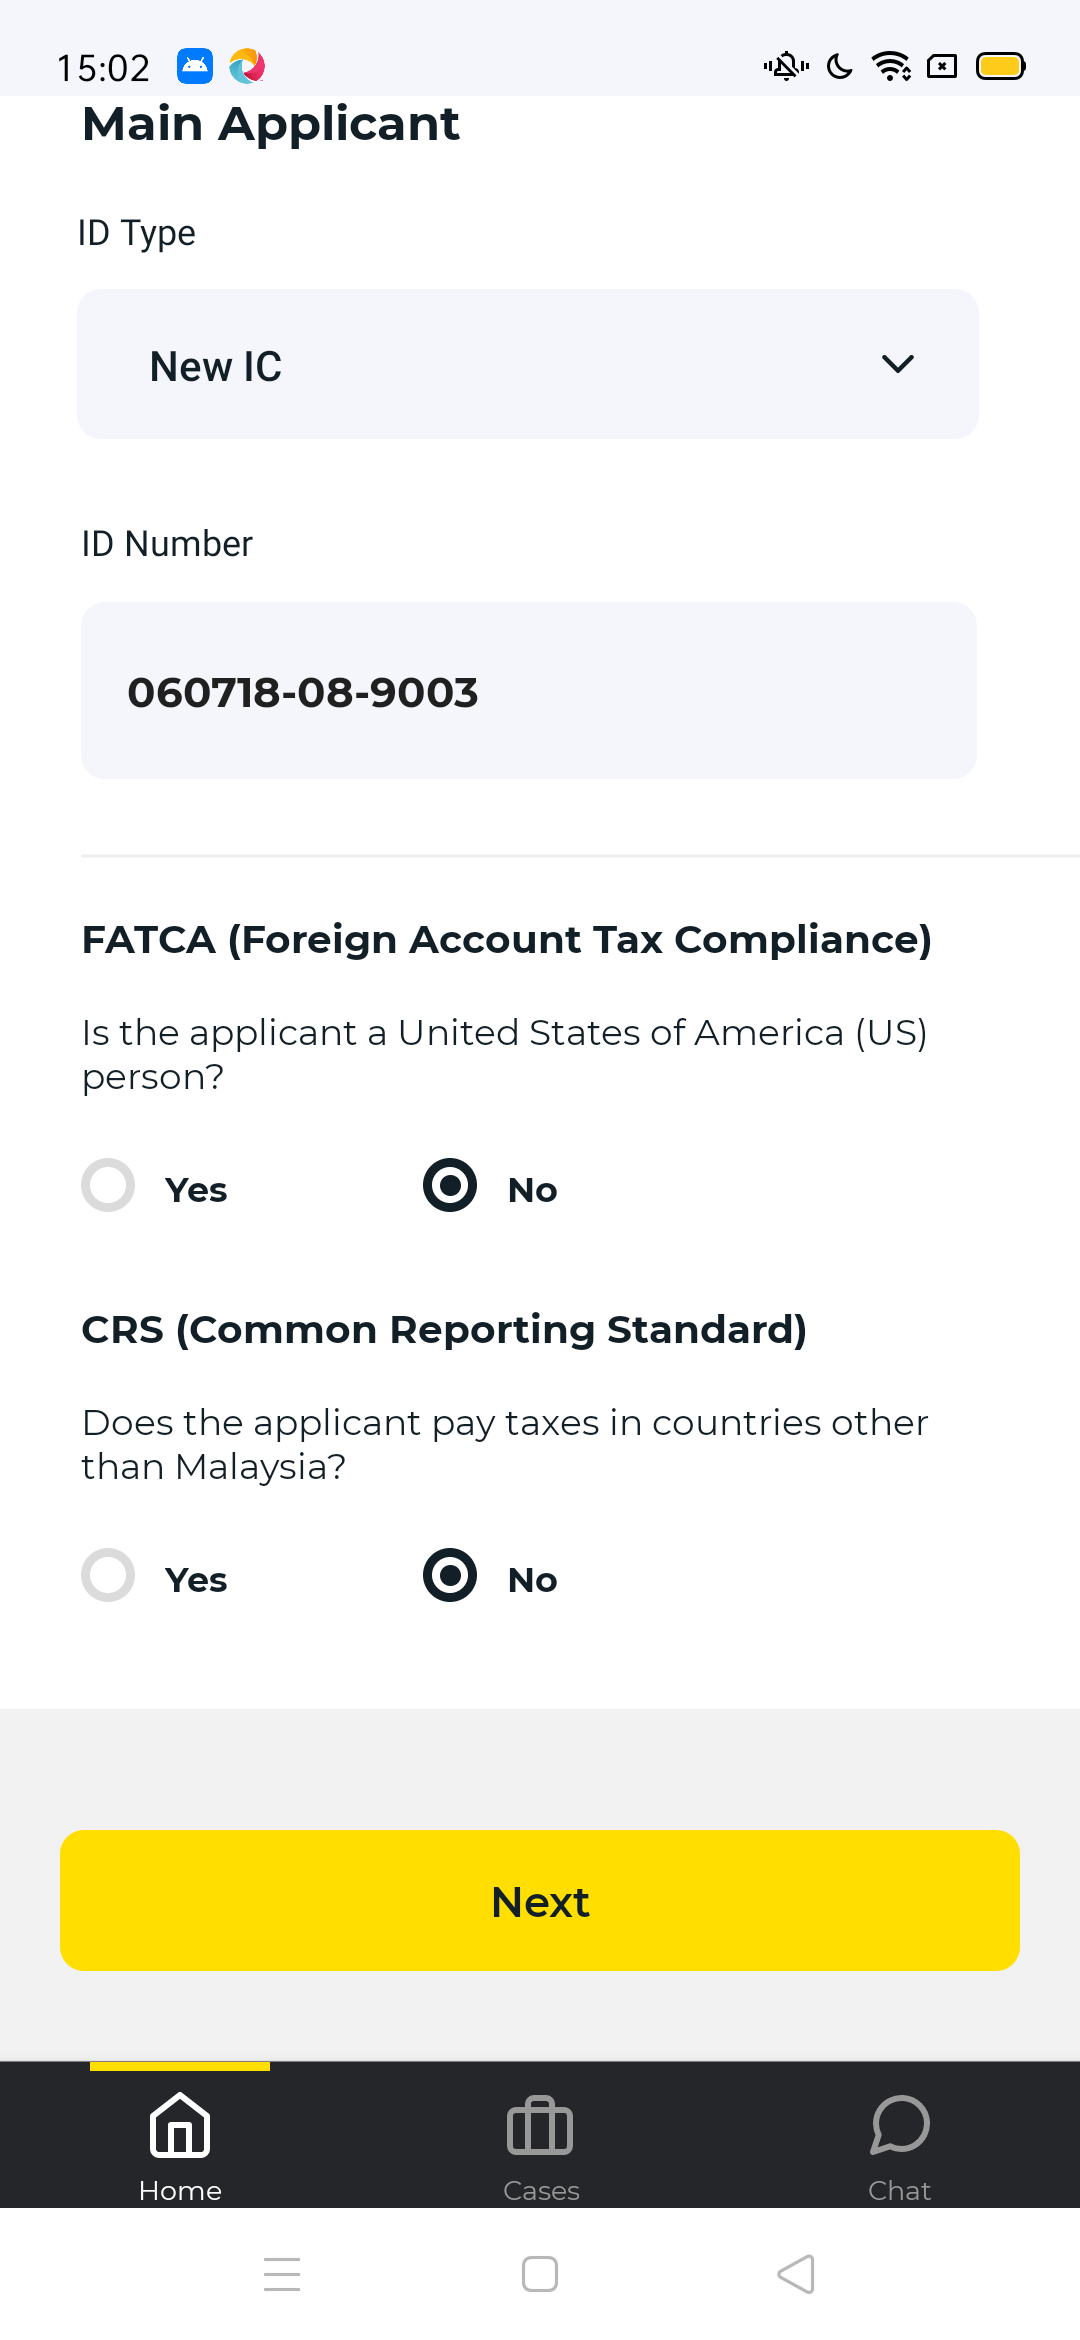 15:02
Main Applicant
ID Type
New IC
ID Number
060718-08-9003
FATCA (Foreign Account Tax Compliance)
Is the applicant a United States of America (US)
person?
Yes No
CRS (Common Reporting Standard)
Does the applicant pay taxes in countries other
than Malaysia?
Yes No
Next
Home Cases Chat